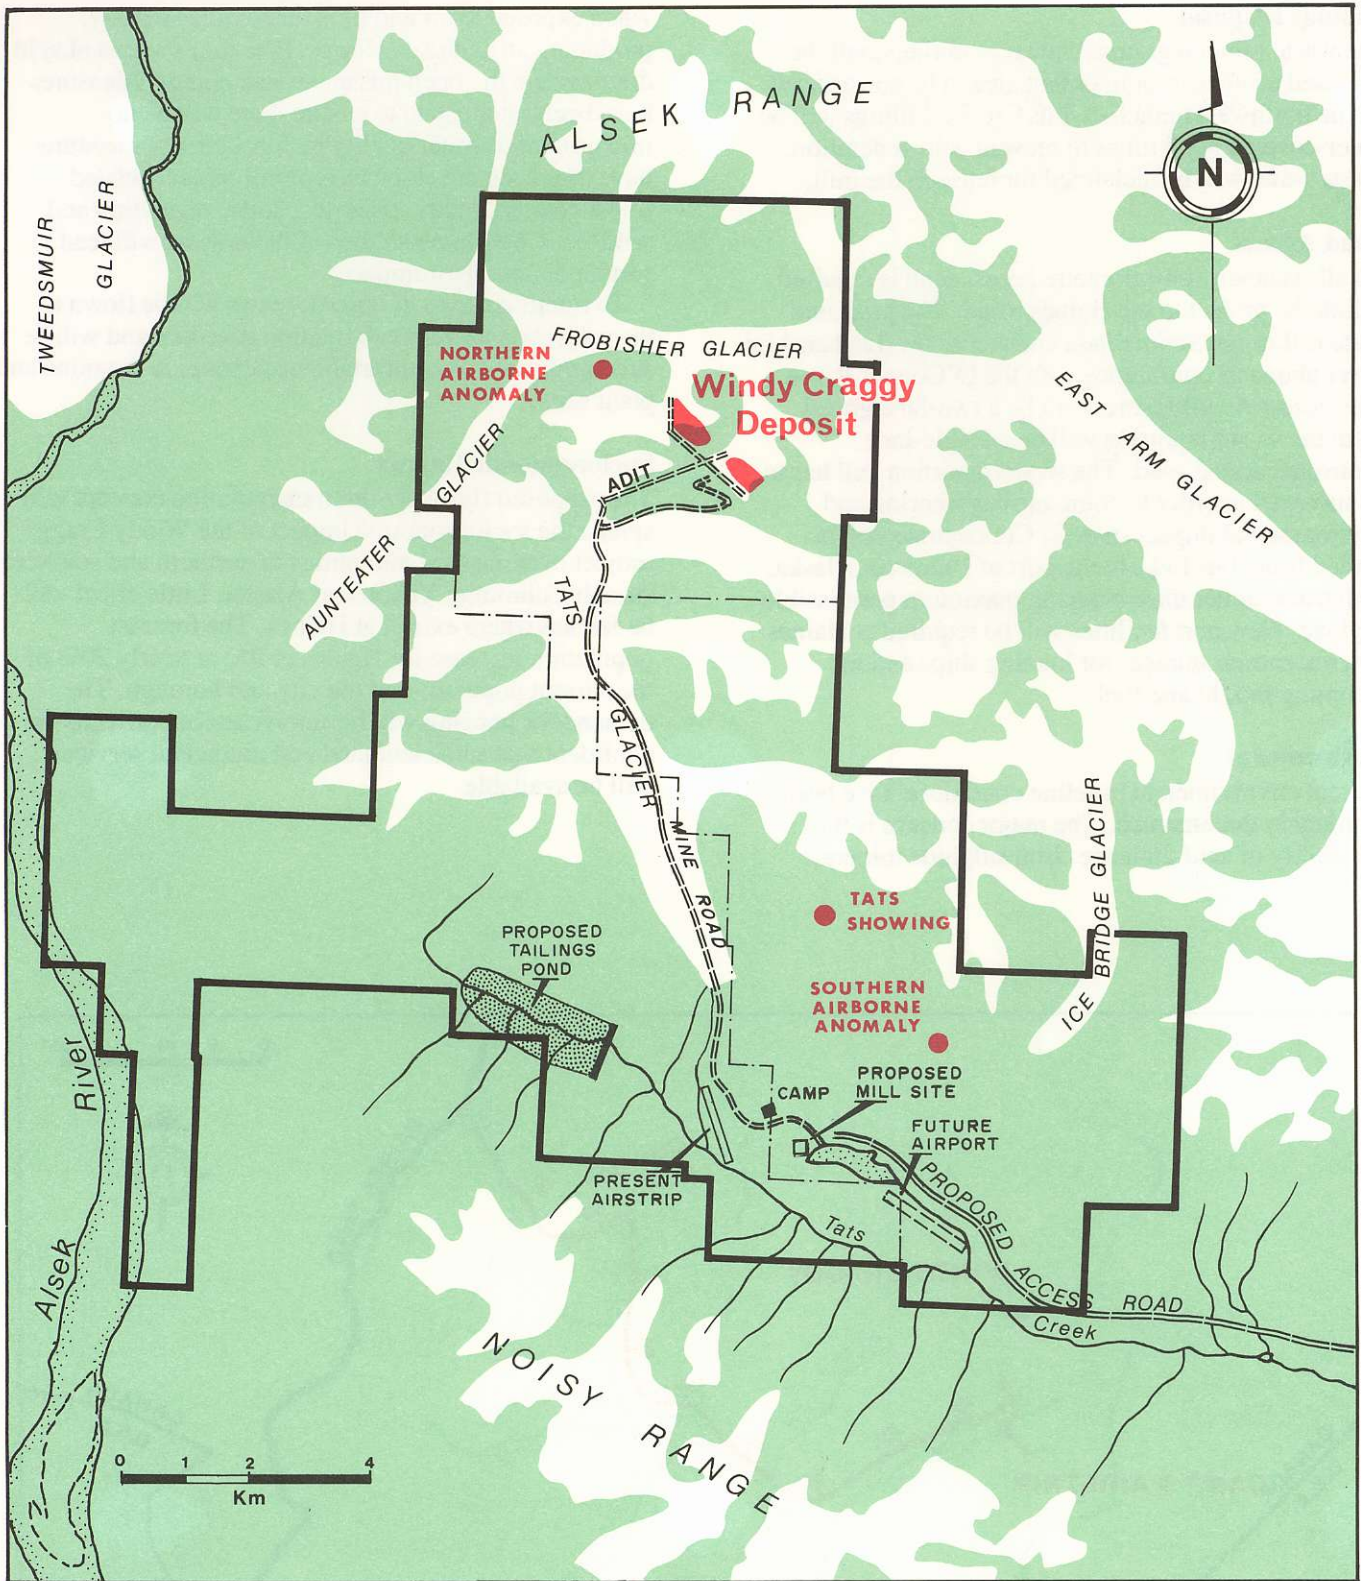 ALSEK RANGE
TWEEDSMUIR
GLACIER
N
FROBISHER GLACIER
NORTHERN
AIRBORNE
ANOMALY
Windy Craggy
Deposit
EAST ARM GLACIER
ADIT
AUNTEATER GLACIER
TATS GLACIER
MINE ROAD
ICE BRIDGE GLACIER
TATS
SHOWING
PROPOSED
TAILINGS
POND
SOUTHERN
AIRBORNE
ANOMALY
PROPOSED
MILL SITE
CAMP
FUTURE
AIRPORT
PRESENT
AIRSTRIP
PROPOSED ACCESS ROAD
Tats Creek
Alsek River
NOISY RANGE
0 1 2 4
Km